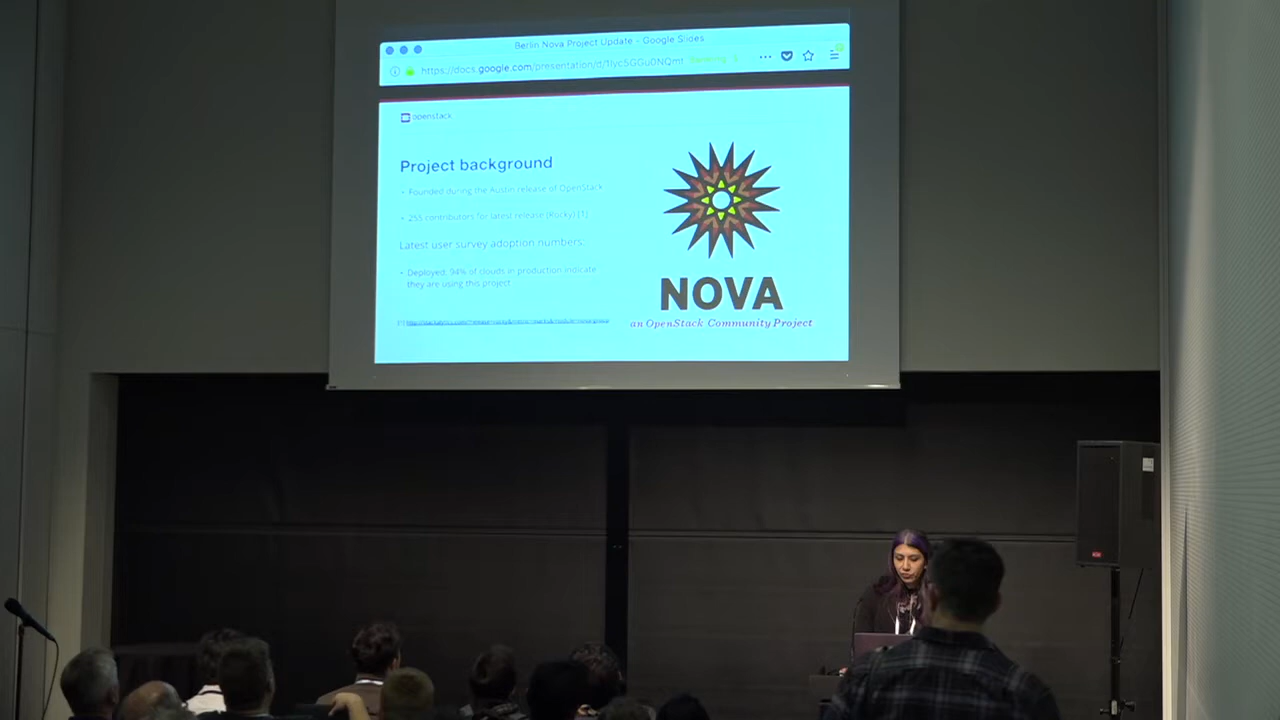 Berlin Nova Project Update - Google Slides
https://docs.google.com/presentation/d/1Iyc5GGu0NQmt
openstack
Project background
- Founded during the Austin release of OpenStack
- 255 contributors for latest release (Rocky) [1]
Latest user survey adoption numbers:
- Deployed: 94% of clouds in production indicate
they are using this project
NOVA
an OpenStack Community Project